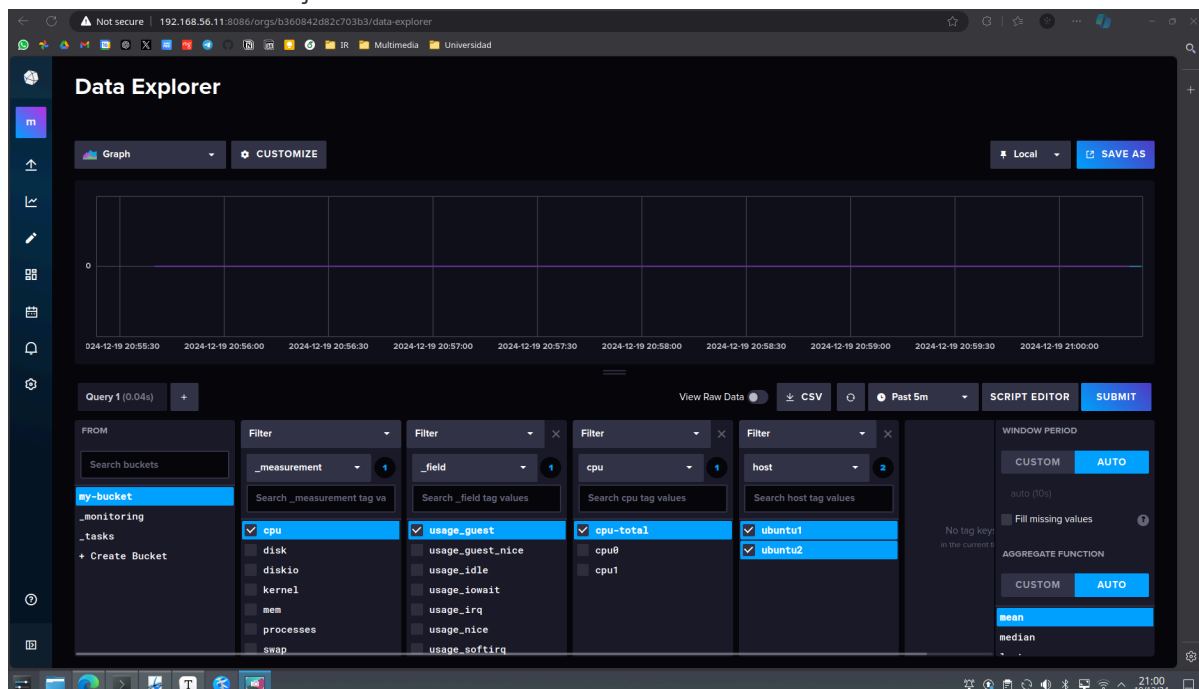 Not secure 192.168.56.11:8086/orgs/b360842d82c703b3/data-explorer
IR Multimedia Universidad
Data Explorer
m
Graph CUSTOMIZE Local SAVE AS
0
024-12-19 20:55:30 2024-12-19 20:56:00 2024-12-19 20:56:30 2024-12-19 20:57:00 2024-12-19 20:57:30 2024-12-19 20:58:00 2024-12-19 20:58:30 2024-12-19 20:59:00 2024-12-19 20:59:30 2024-12-19 21:00:00
Query 1 (0.04s) + View Raw Data CSV Past 5m SCRIPT EDITOR SUBMIT
FROM
Search buckets
my-bucket
_monitoring
_tasks
+ Create Bucket
Filter
_measurement 1
Search _measurement tag va
cpu
disk
diskio
kernel
mem
processes
swap
Filter
_field 1
Search _field tag values
usage_guest
usage_guest_nice
usage_idle
usage_iowait
usage_irq
usage_nice
usage_softirq
Filter
cpu 1
Search cpu tag values
cpu-total
cpu0
cpu1
Filter
host 2
Search host tag values
ubuntu1
ubuntu2
No tag keys
in the current t
WINDOW PERIOD
CUSTOM AUTO
auto (10s)
Fill missing values ?
AGGREGATE FUNCTION
CUSTOM AUTO
mean
median
21:00